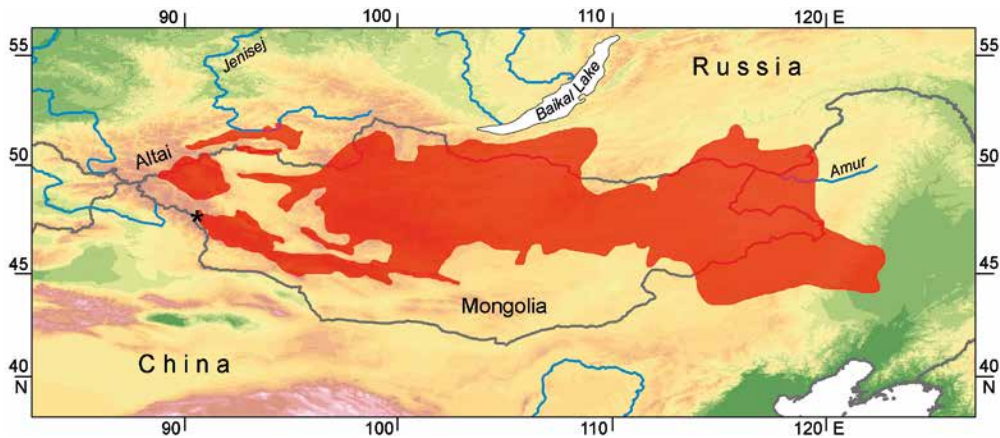 90 100 110 120 E
55 55
Jenisej
Russia
Baikal Lake
Altai
50 50
Amur
*
45 45
Mongolia
China
40 40
N N
90 100 110 120 E